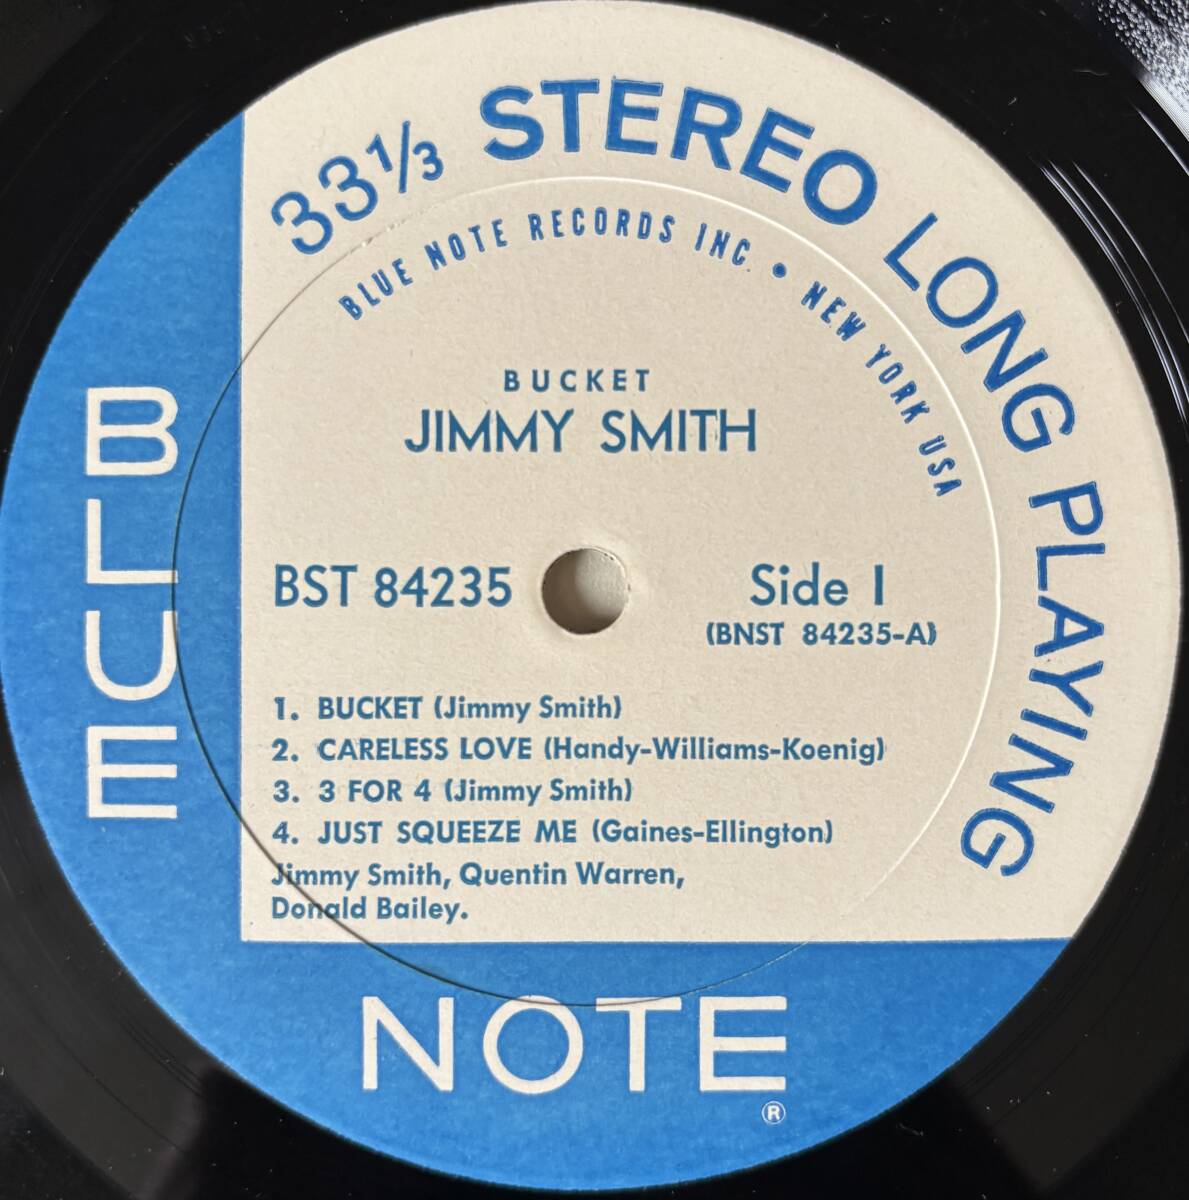 33⅓ STEREO LONG PLAYING
BLUE NOTE RECORDS INC. • NEW YORK USA
BUCKET
JIMMY SMITH
BST 84235
Side 1
(BNST 84235-A)
1. BUCKET (Jimmy Smith)
2. CARELESS LOVE (Handy-Williams-Koenig)
3. 3 FOR 4 (Jimmy Smith)
4. JUST SQUEEZE ME (Gaines-Ellington)
Jimmy Smith, Quentin Warren,
Donald Bailey.
BLUE
NOTE
®